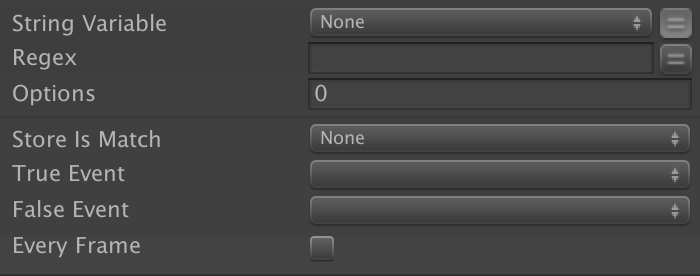 String Variable None
Regex
Options 0
Store Is Match None
True Event
False Event
Every Frame